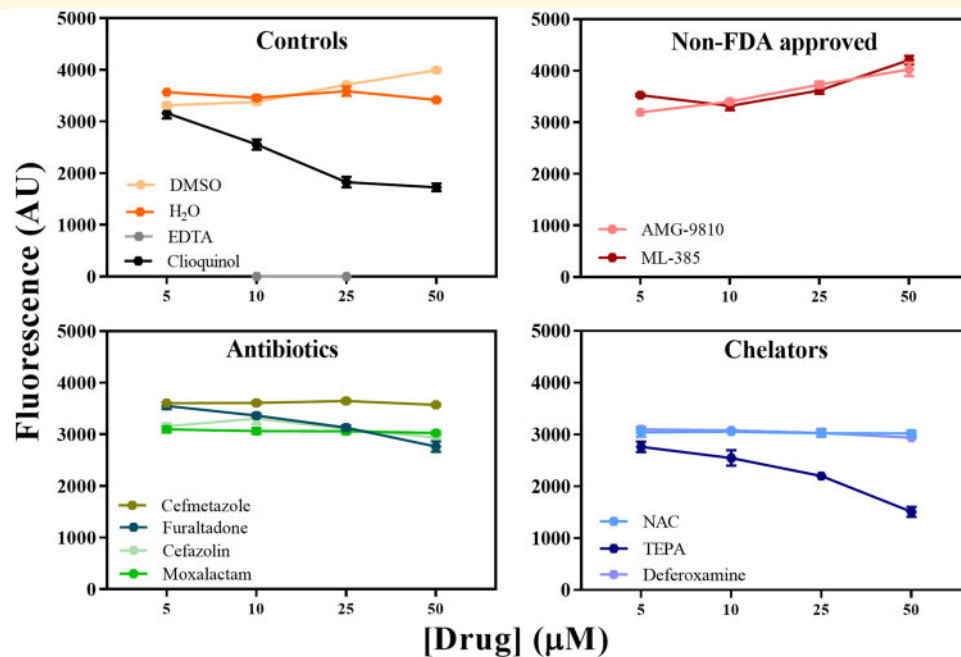 Fluorescence (AU)
Controls
5000
4000
3000
2000
1000
0
DMSO
H₂O
EDTA
Clioquinol
5 10 25 50
Non-FDA approved
5000
4000
3000
2000
1000
0
AMG-9810
ML-385
5 10 25 50
Antibiotics
5000
4000
3000
2000
1000
0
Cefmetazole
Furaltadone
Cefazolin
Moxalactam
5 10 25 50
Chelators
5000
4000
3000
2000
1000
0
NAC
TEPA
Deferoxamine
5 10 25 50
[Drug] (μM)